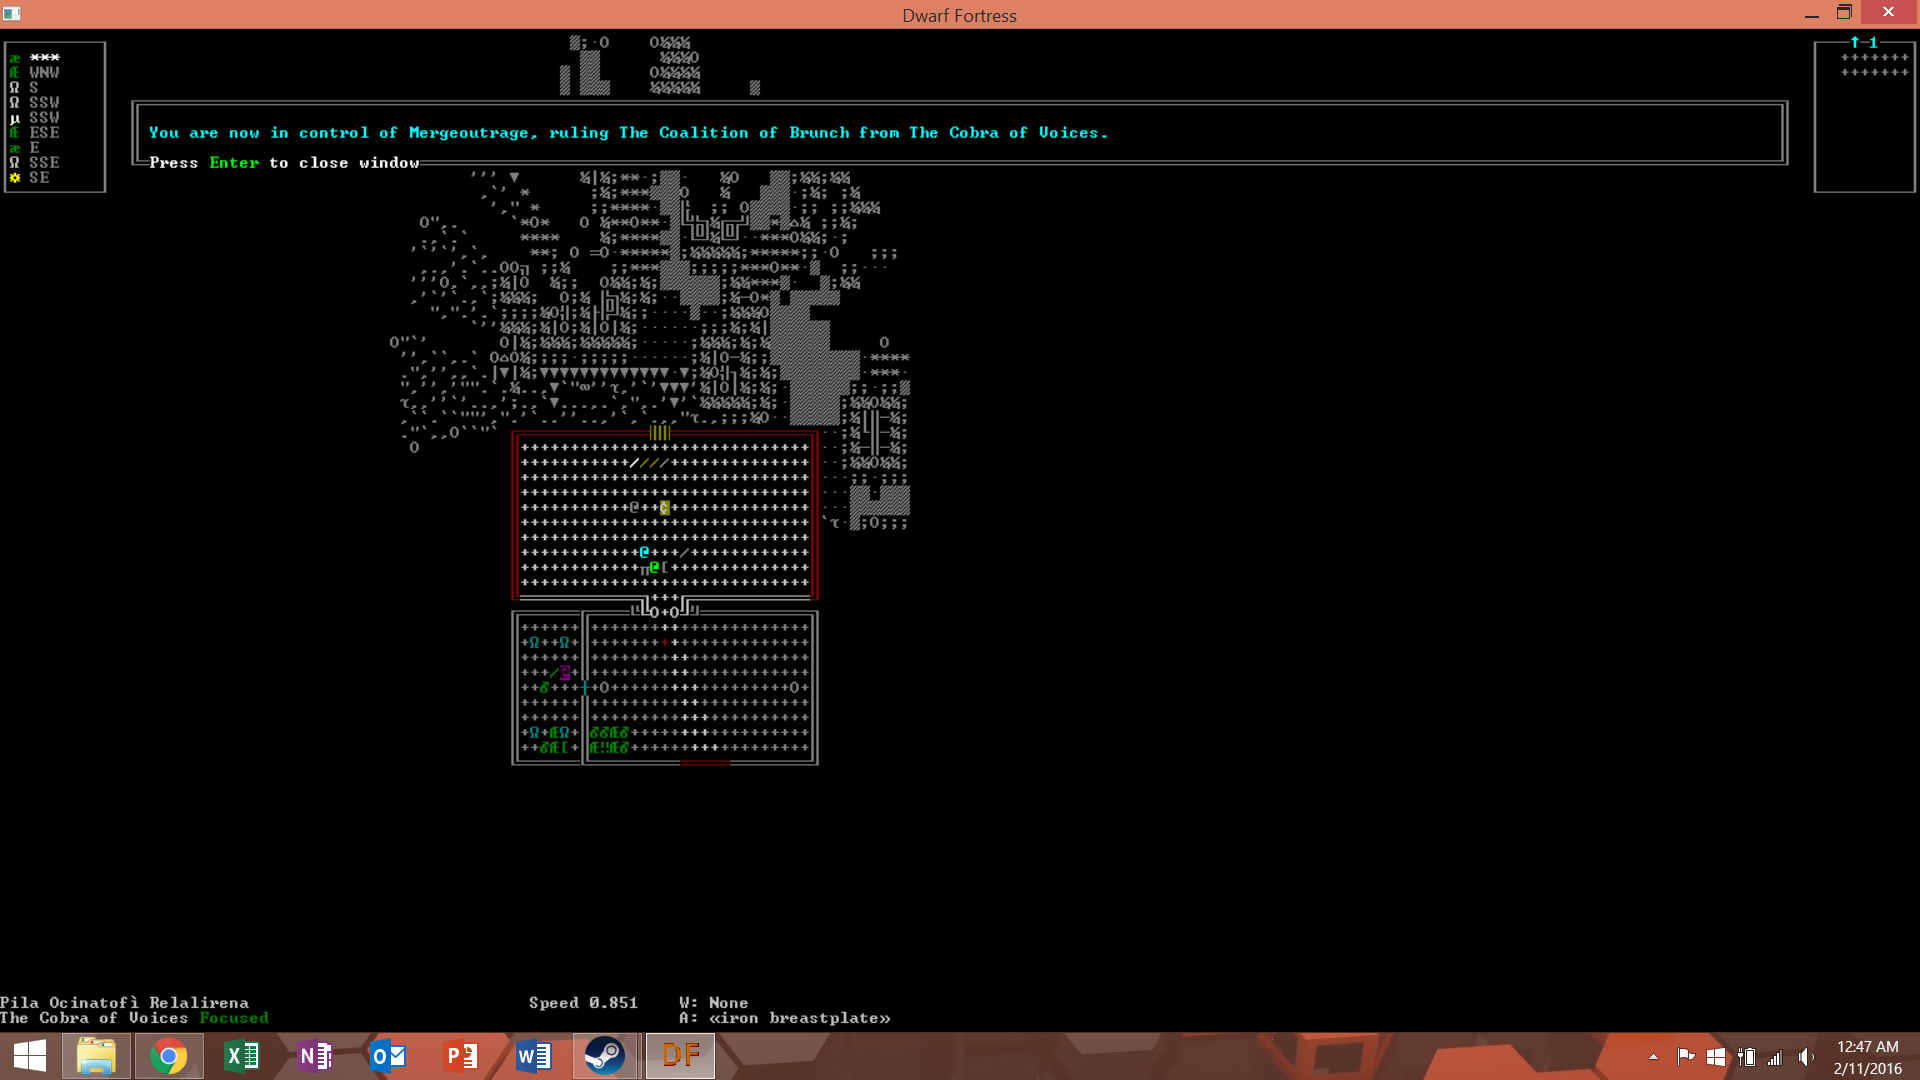 Dwarf Fortress
***
WNW
S
SSW
SSW
ESE
E
SSE
SE
1
You are now in control of Mergeoutrage, ruling The Coalition of Brunch from The Cobra of Voices.
Press Enter to close window
Pila Ocinatofì Relalirena
The Cobra of Voices Focused
Speed 0.851
W: None
A: «iron breastplate»
DF
12:47 AM
2/11/2016